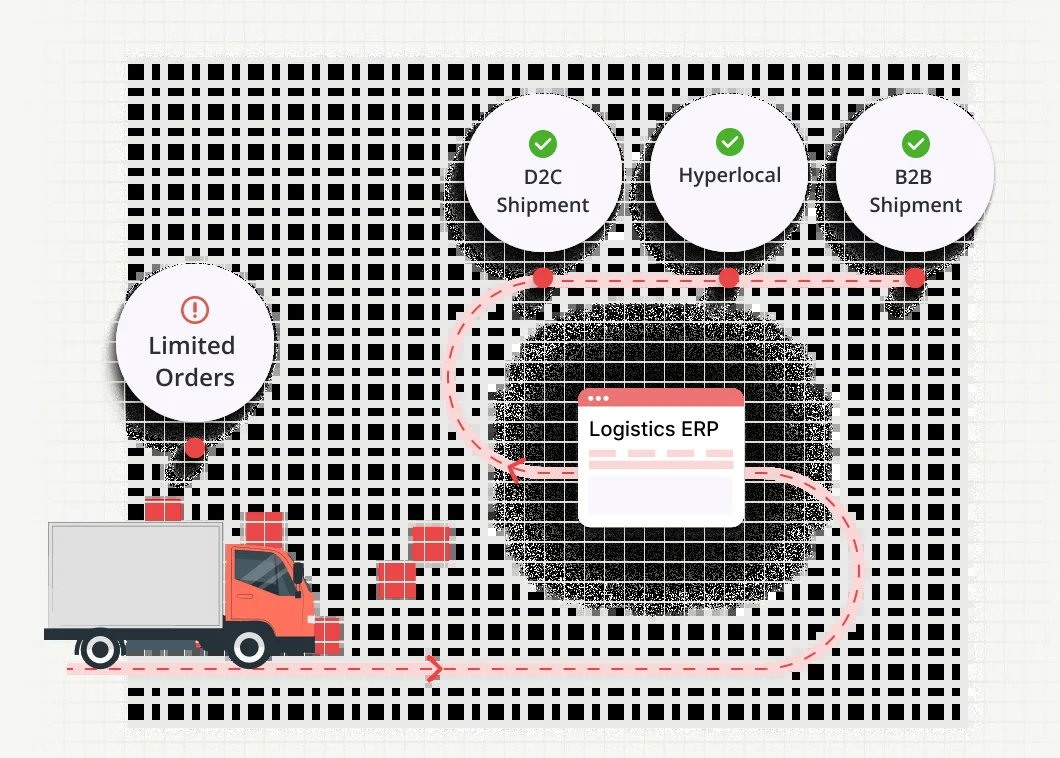 D2C
Shipment
Hyperlocal
B2B
Shipment
Limited
Orders
Logistics ERP